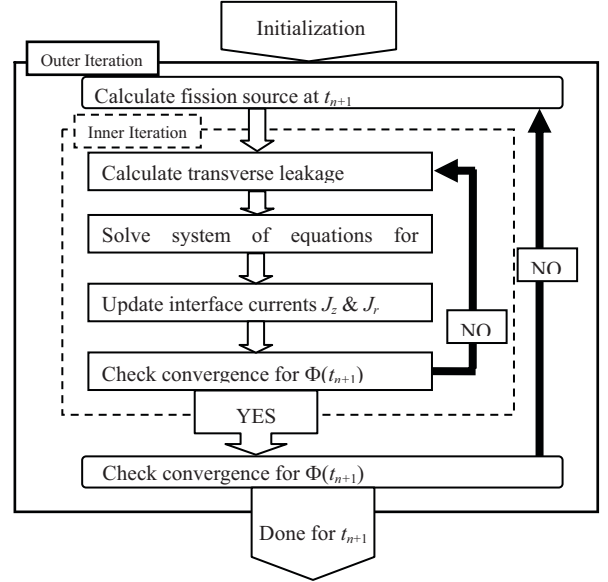 Initialization
Outer Iteration
Calculate fission source at tₙ₊₁
Inner Iteration
Calculate transverse leakage
Solve system of equations for
Update interface currents J_z & J_r
NO
NO
Check convergence for Φ(tₙ₊₁)
YES
Check convergence for Φ(tₙ₊₁)
Done for tₙ₊₁